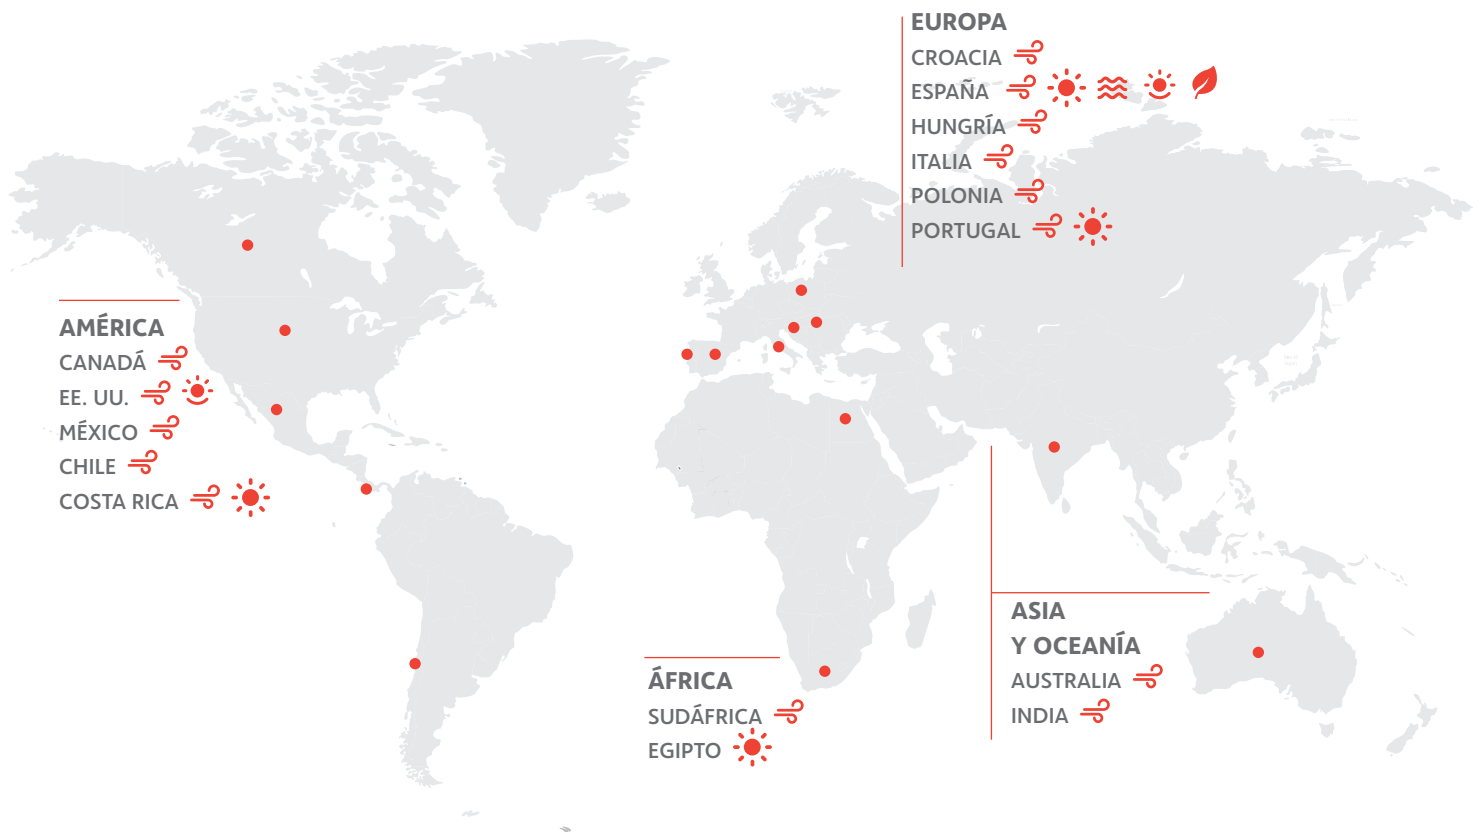 EUROPA
CROACIA
ESPAÑA
HUNGRÍA
ITALIA
POLONIA
PORTUGAL
AMÉRICA
CANADÁ
EE. UU.
MÉXICO
CHILE
COSTA RICA
ÁFRICA
SUDÁFRICA
EGIPTO
ASIA
Y OCEANÍA
AUSTRALIA
INDIA